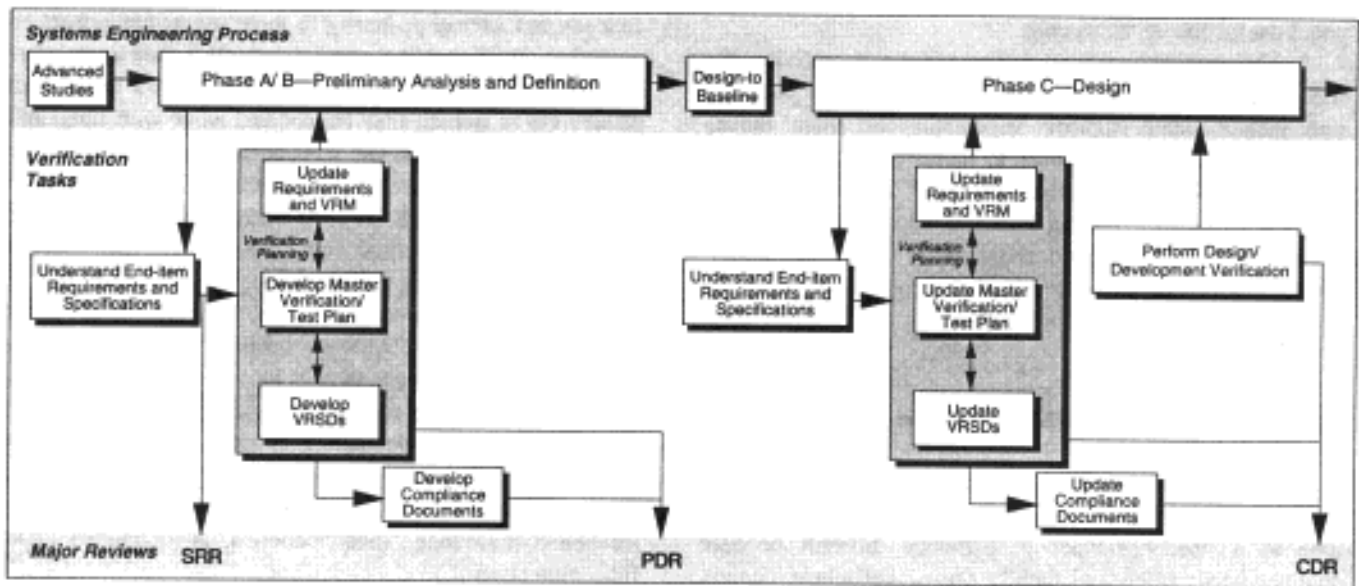 Systems Engineering Process
Advanced
Studies
Phase A/ B—Preliminary Analysis and Definition
Design-to
Baseline
Phase C—Design
Verification
Tasks
Understand End-item
Requirements and
Specifications
Update
Requirements
and VRM
Verification
Planning
Develop Master
Verification/
Test Plan
Develop
VRSDs
Develop
Compliance
Documents
Understand End-item
Requirements and
Specifications
Update
Requirements
and VRM
Verification
Planning
Update Master
Verification/
Test Plan
Update
VRSDs
Update
Compliance
Documents
Perform Design/
Development Verification
Major Reviews
SRR
PDR
CDR